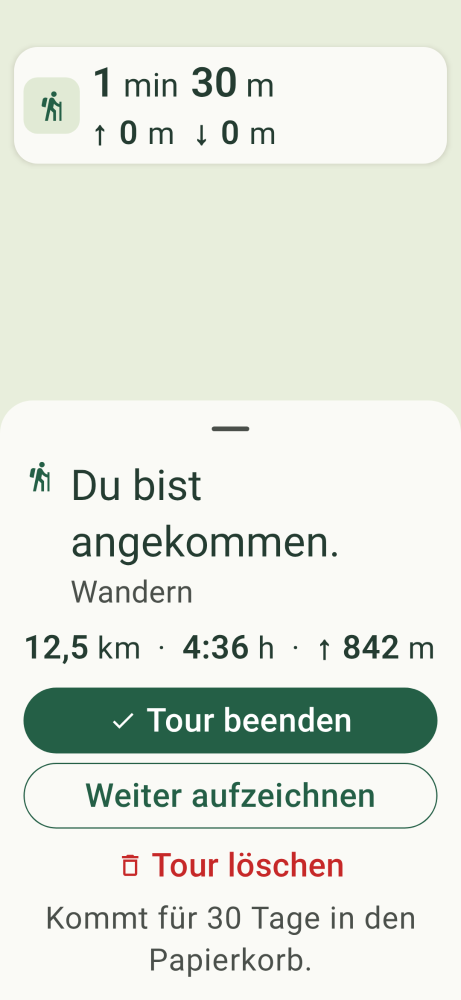 1 min 30 m
↑ 0 m ↓ 0 m
Du bist
angekommen.
Wandern
12,5 km · 4:36 h · ↑ 842 m
Tour beenden
Weiter aufzeichnen
Tour löschen
Kommt für 30 Tage in den
Papierkorb.